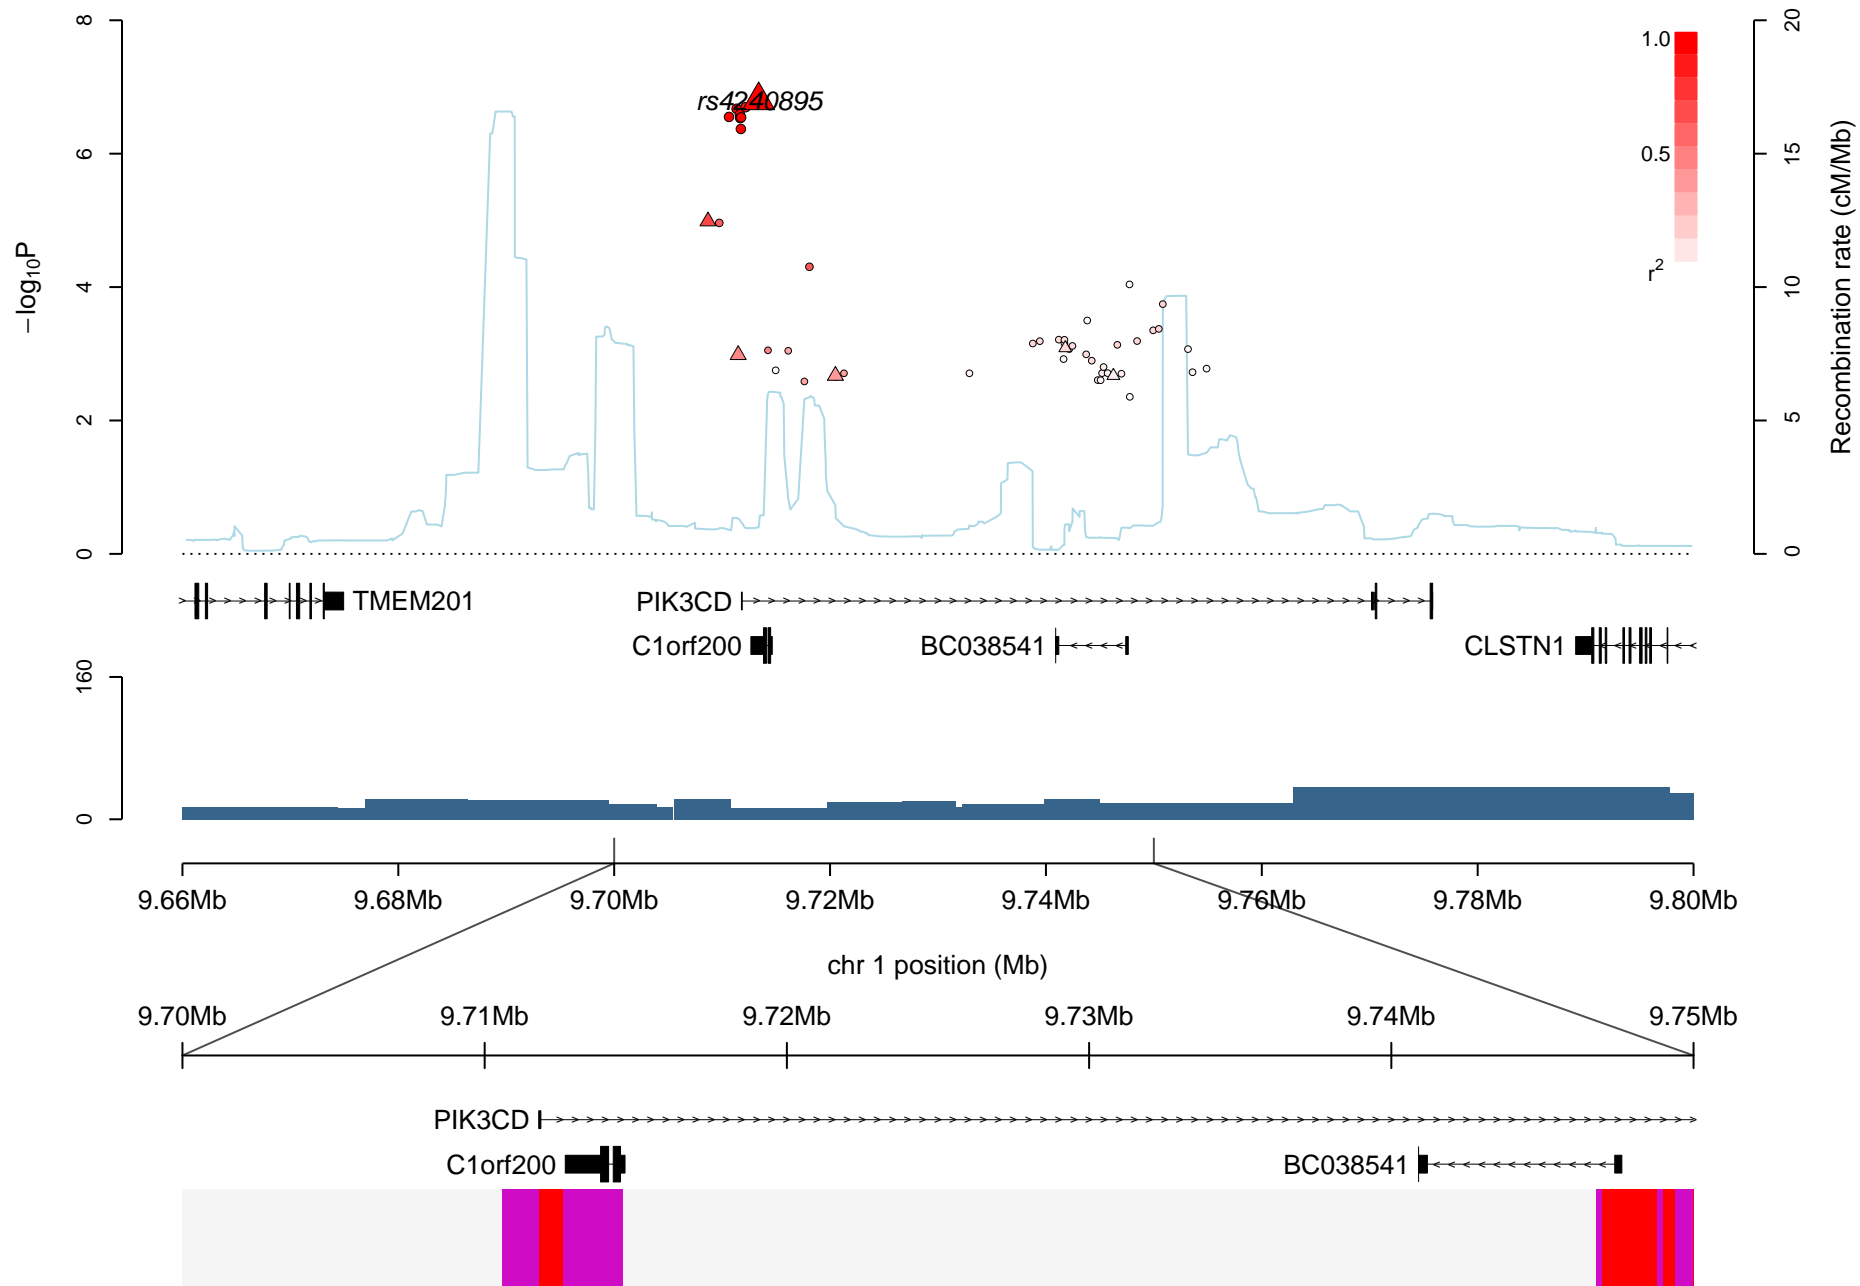 8
6
4
2
0
−log10P
rs4240895
1.0
0.5
r2
20
15
10
5
0
Recombination rate (cM/Mb)
TMEM201
PIK3CD
C1orf200
BC038541
CLSTN1
160
0
9.66Mb 9.68Mb 9.70Mb 9.72Mb 9.74Mb 9.76Mb 9.78Mb 9.80Mb
chr 1 position (Mb)
9.70Mb 9.71Mb 9.72Mb 9.73Mb 9.74Mb 9.75Mb
PIK3CD
C1orf200
BC038541